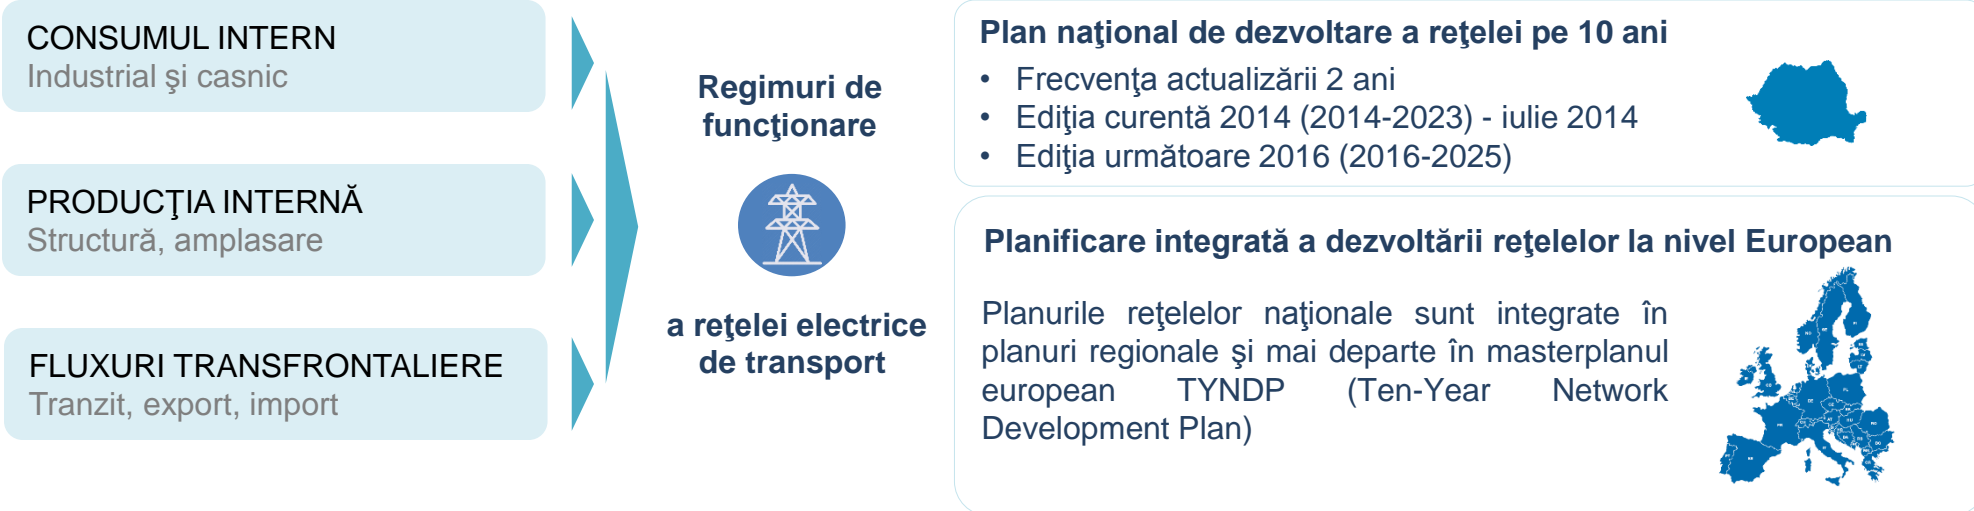 CONSUMUL INTERN
Industrial şi casnic
PRODUCŢIA INTERNĂ
Structură, amplasare
FLUXURI TRANSFRONTALIERE
Tranzit, export, import
Regimuri de
funcţionare
a reţelei electrice
de transport
Plan naţional de dezvoltare a reţelei pe 10 ani
• Frecvenţa actualizării 2 ani
• Ediţia curentă 2014 (2014-2023) - iulie 2014
• Ediţia următoare 2016 (2016-2025)
Planificare integrată a dezvoltării reţelelor la nivel European
Planurile reţelelor naţionale sunt integrate în
planuri regionale şi mai departe în masterplanul
european TYNDP (Ten-Year Network
Development Plan)